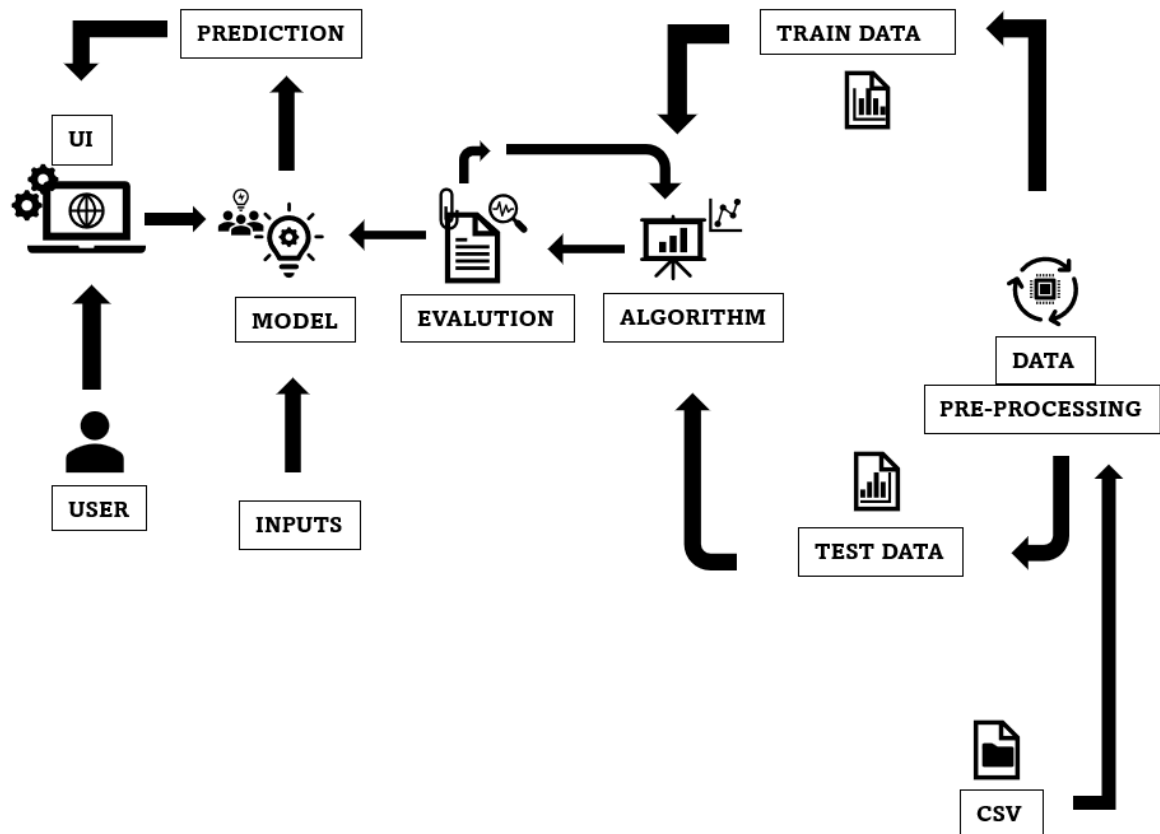 PREDICTION
TRAIN DATA
UI
MODEL
EVALUTION
ALGORITHM
DATA
PRE-PROCESSING
USER
INPUTS
TEST DATA
CSV